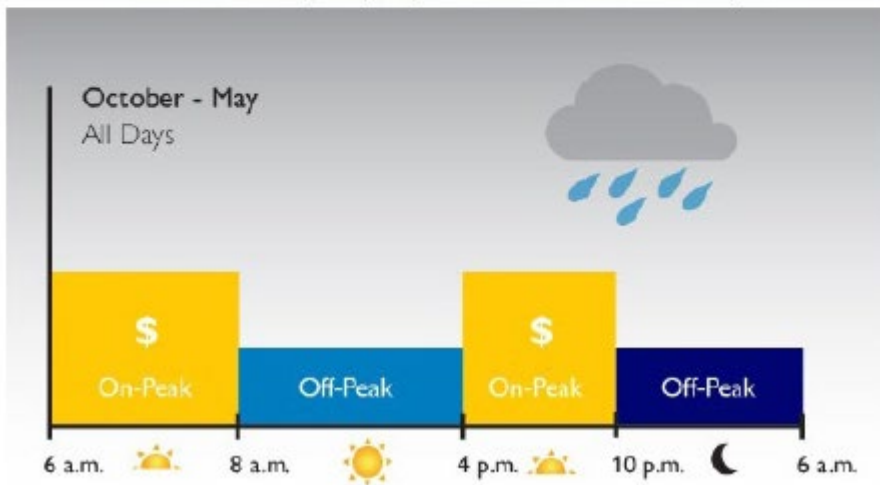 October - May
All Days
$
$
On-Peak
Off-Peak
On-Peak
Off-Peak
6 a.m.
8 a.m.
4 p.m.
10 p.m.
6 a.m.